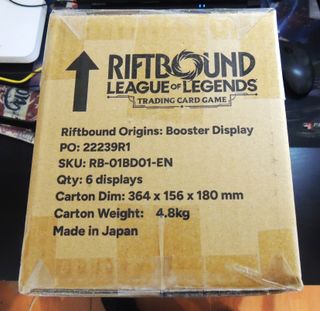 RIFTBOUND
LEAGUE OF LEGENDS
TRADING CARD GAME
Riftbound Origins: Booster Display
PO: 22239R1
SKU: RB-01BD01-EN
Qty: 6 displays
Carton Dim: 364 x 156 x 180 mm
Carton Weight: 4.8kg
Made in Japan